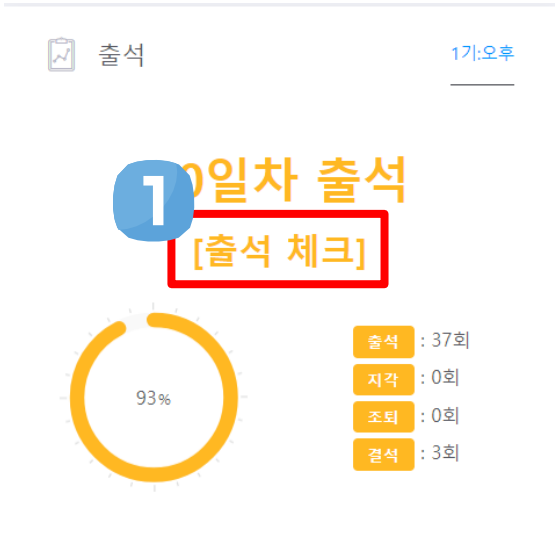 출석
1기:오후
0일차 출석
1
[출석 체크]
93%
출석 : 37회
지각 : 0회
조퇴 : 0회
결석 : 3회